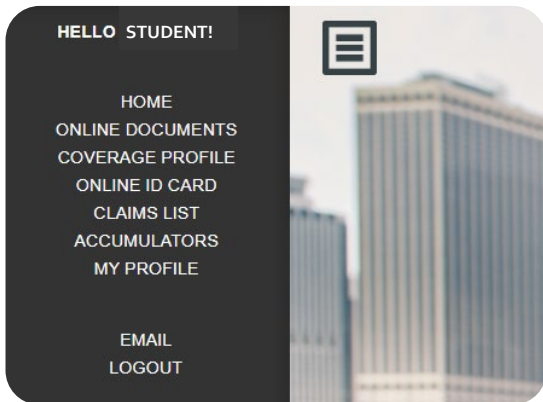 HELLO STUDENT!
HOME
ONLINE DOCUMENTS
COVERAGE PROFILE
ONLINE ID CARD
CLAIMS LIST
ACCUMULATORS
MY PROFILE
EMAIL
LOGOUT